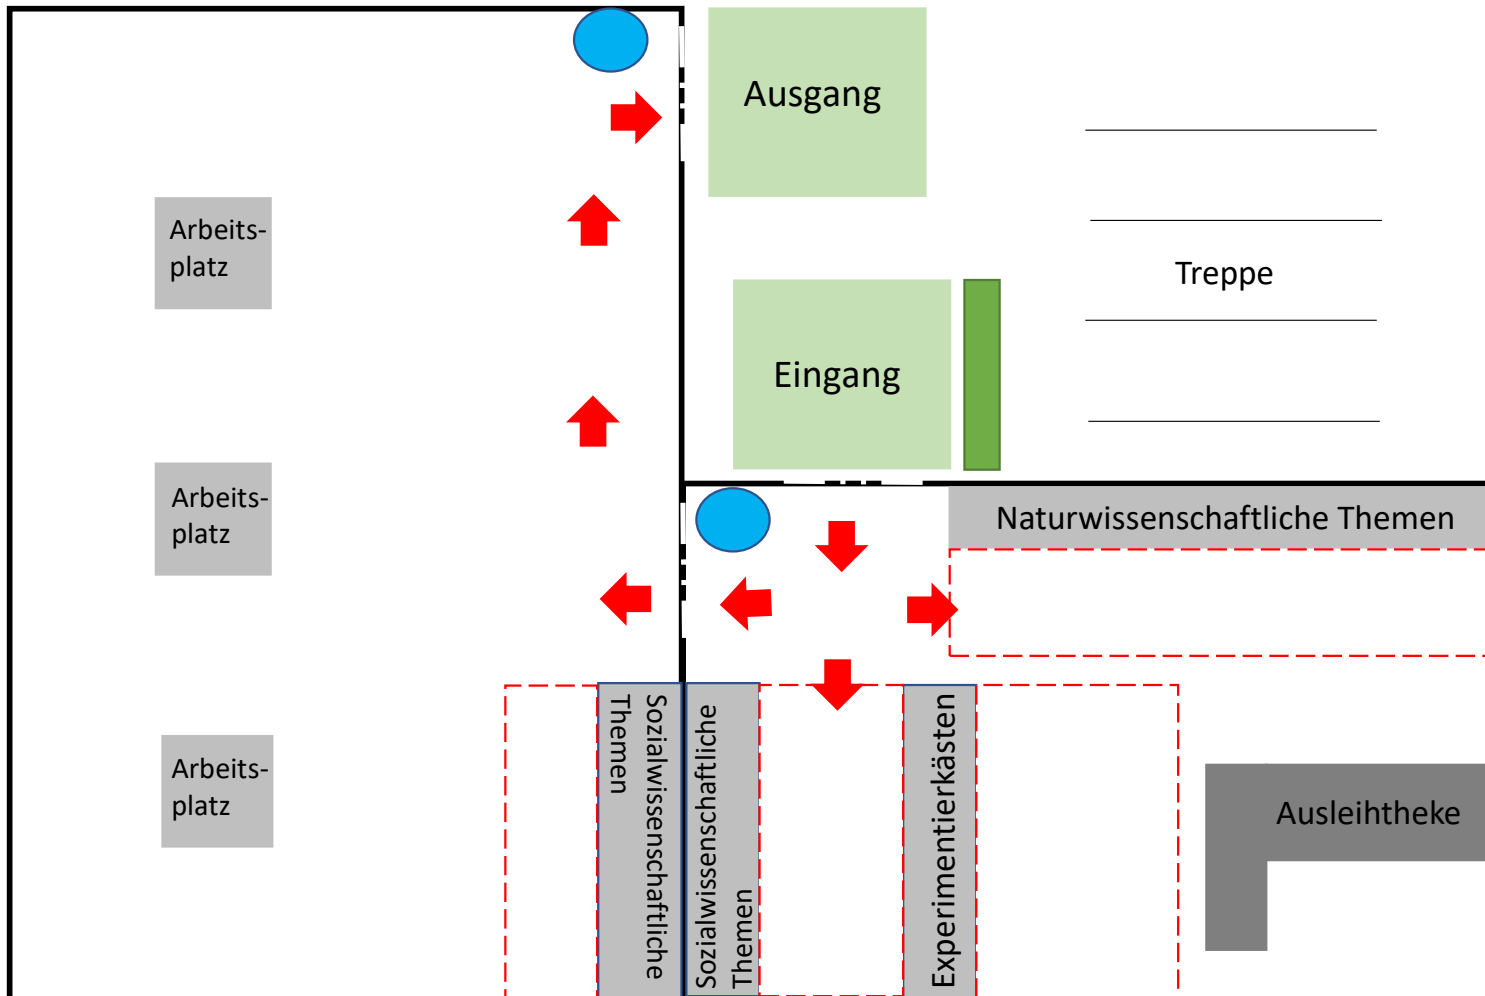 Ausgang
Arbeits-
platz
Treppe
Eingang
Arbeits-
platz
Naturwissenschaftliche Themen
Arbeits-
platz
Sozialwissenschaftliche
Themen
Sozialwissenschaftliche
Themen
Experimentierkästen
Ausleihtheke